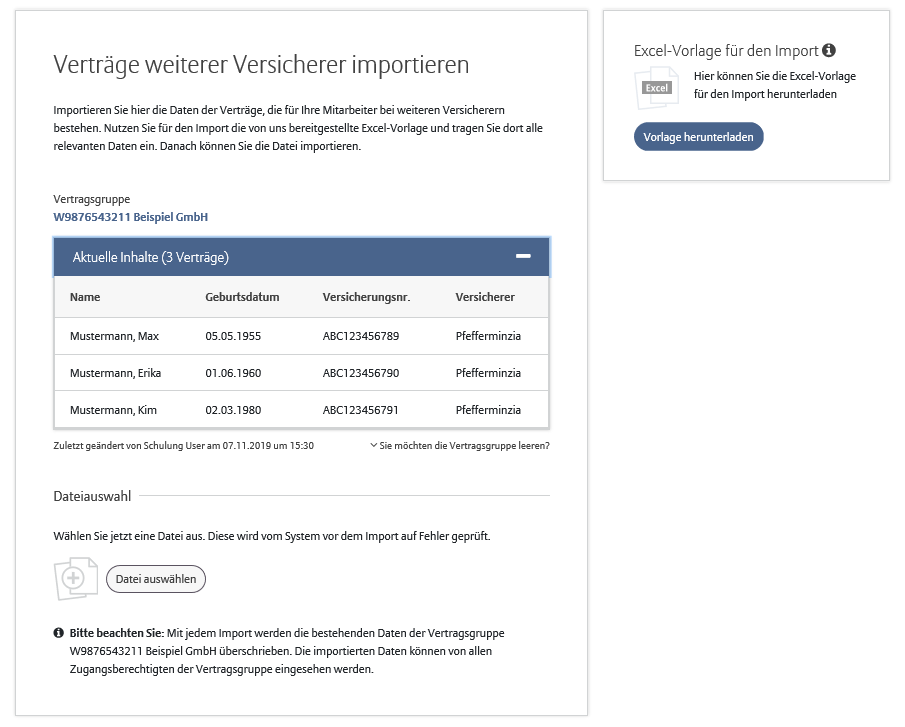 Verträge weiterer Versicherer importieren
Importieren Sie hier die Daten der Verträge, die für Ihre Mitarbeiter bei weiteren Versicherern
bestehen. Nutzen Sie für den Import die von uns bereitgestellte Excel-Vorlage und tragen Sie dort alle
relevanten Daten ein. Danach können Sie die Datei importieren.
Vertragsgruppe
W9876543211 Beispiel GmbH
Aktuelle Inhalte (3 Verträge)
Name Geburtsdatum Versicherungsnr. Versicherer
Mustermann, Max 05.05.1955 ABC123456789 Pfefferminzia
Mustermann, Erika 01.06.1960 ABC123456790 Pfefferminzia
Mustermann, Kim 02.03.1980 ABC123456791 Pfefferminzia
Zuletzt geändert von Schulung User am 07.11.2019 um 15:30 Sie möchten die Vertragsgruppe leeren?
Dateiauswahl
Wählen Sie jetzt eine Datei aus. Diese wird vom System vor dem Import auf Fehler geprüft.
Datei auswählen
Bitte beachten Sie: Mit jedem Import werden die bestehenden Daten der Vertragsgruppe
W9876543211 Beispiel GmbH überschrieben. Die importierten Daten können von allen
Zugangsberechtigten der Vertragsgruppe eingesehen werden.
Excel-Vorlage für den Import
Excel
Hier können Sie die Excel-Vorlage
für den Import herunterladen
Vorlage herunterladen